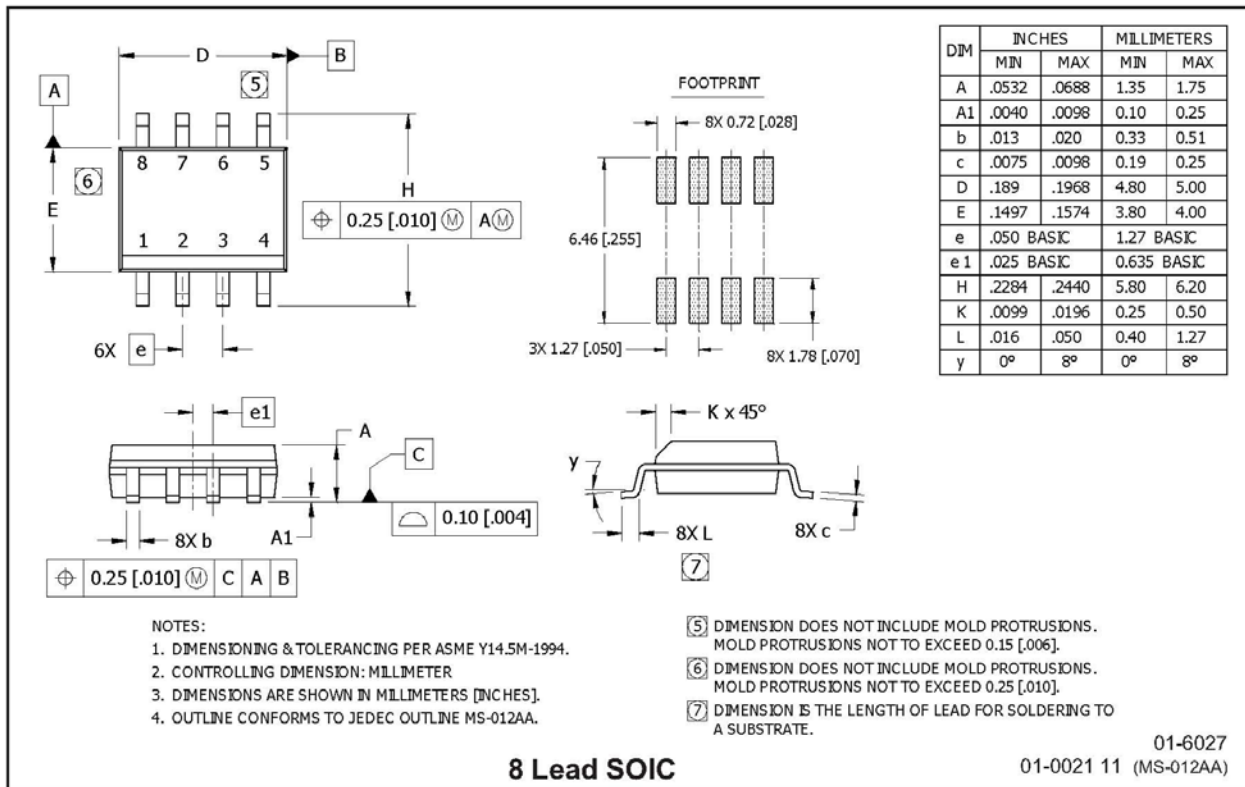 D
B
5
A
8 7 6 5
6
E
H
⌖ 0.25 [.010] Ⓜ A Ⓜ
1 2 3 4
6X e
FOOTPRINT
8X 0.72 [.028]
6.46 [.255]
3X 1.27 [.050]
8X 1.78 [.070]
DIM INCHES MILLIMETERS
MIN MAX MIN MAX
A .0532 .0688 1.35 1.75
A1 .0040 .0098 0.10 0.25
b .013 .020 0.33 0.51
c .0075 .0098 0.19 0.25
D .189 .1968 4.80 5.00
E .1497 .1574 3.80 4.00
e .050 BASIC 1.27 BASIC
e 1 .025 BASIC 0.635 BASIC
H .2284 .2440 5.80 6.20
K .0099 .0196 0.25 0.50
L .016 .050 0.40 1.27
y 0° 8° 0° 8°
e1
A
C
0.10 [.004]
8X b
A1
⌖ 0.25 [.010] Ⓜ C A B
K x 45°
y
8X L
8X c
7
NOTES:
1. DIMENSIONING & TOLERANCING PER ASME Y14.5M-1994.
2. CONTROLLING DIMENSION: MILLIMETER
3. DIMENSIONS ARE SHOWN IN MILLIMETERS [INCHES].
4. OUTLINE CONFORMS TO JEDEC OUTLINE MS-012AA.
5 DIMENSION DOES NOT INCLUDE MOLD PROTRUSIONS.
MOLD PROTRUSIONS NOT TO EXCEED 0.15 [.006].
6 DIMENSION DOES NOT INCLUDE MOLD PROTRUSIONS.
MOLD PROTRUSIONS NOT TO EXCEED 0.25 [.010].
7 DIMENSION IS THE LENGTH OF LEAD FOR SOLDERING TO
A SUBSTRATE.
8 Lead SOIC
01-6027
01-0021 11 (MS-012AA)